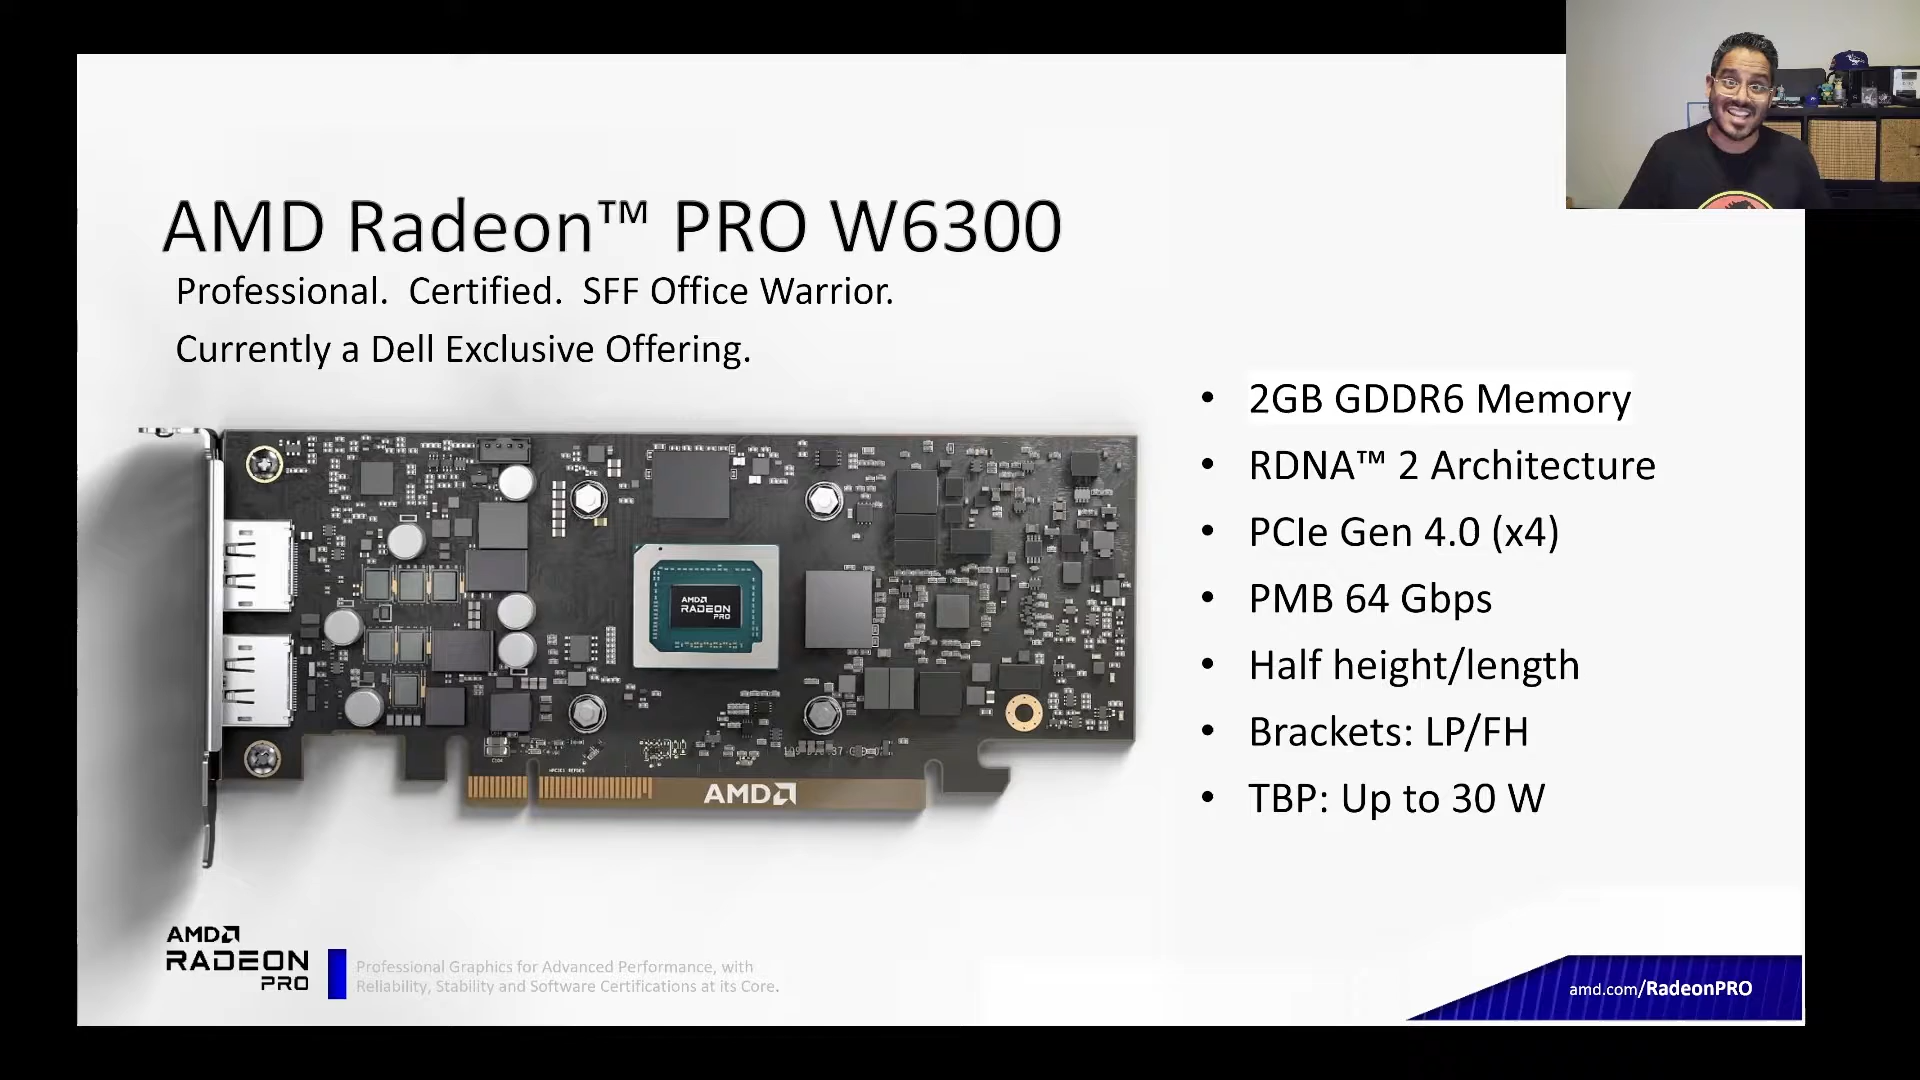 AMD Radeon™ PRO W6300
Professional.  Certified.  SFF Office Warrior.
Currently a Dell Exclusive Offering.
• 2GB GDDR6 Memory
• RDNA™ 2 Architecture
• PCIe Gen 4.0 (x4)
• PMB 64 Gbps
• Half height/length
• Brackets: LP/FH
• TBP: Up to 30 W
AMD
RADEON
PRO
AMD
AMD
RADEON
PRO
Professional Graphics for Advanced Performance, with
Reliability, Stability and Software Certifications at its Core.
amd.com/RadeonPRO